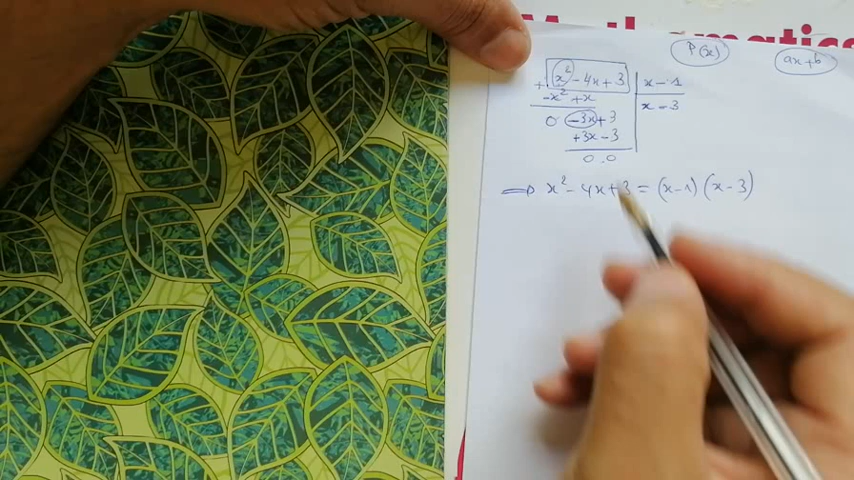 Mathematics
P(x) ax+b
x² - 4x + 3 | x - 1
- x² + x | x - 3
0 - 3x + 3
+ 3x - 3
0 . 0
⟹ x² - 4x + 3 = (x-1) (x-3)